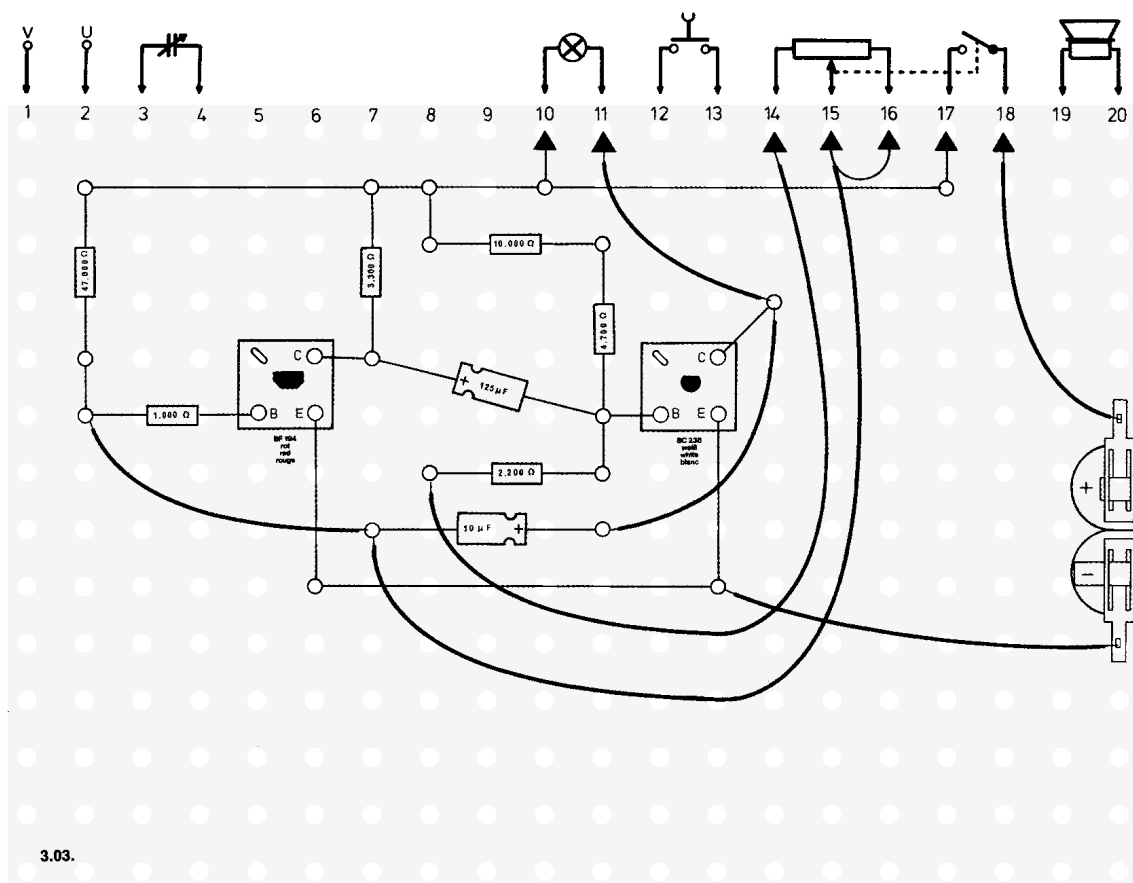 V U
1 2 3 4 5 6 7 8 9 10 11 12 13 14 15 16 17 18 19 20
10.000 Ω
47.000 Ω
3.300 Ω
4.700 Ω
C
C
+ 125 µF
1.000 Ω
B E
B E
BF 194
rot
red
rouge
BC 238
weiß
white
blanc
2.200 Ω
+
10 µF +
−
3.03.